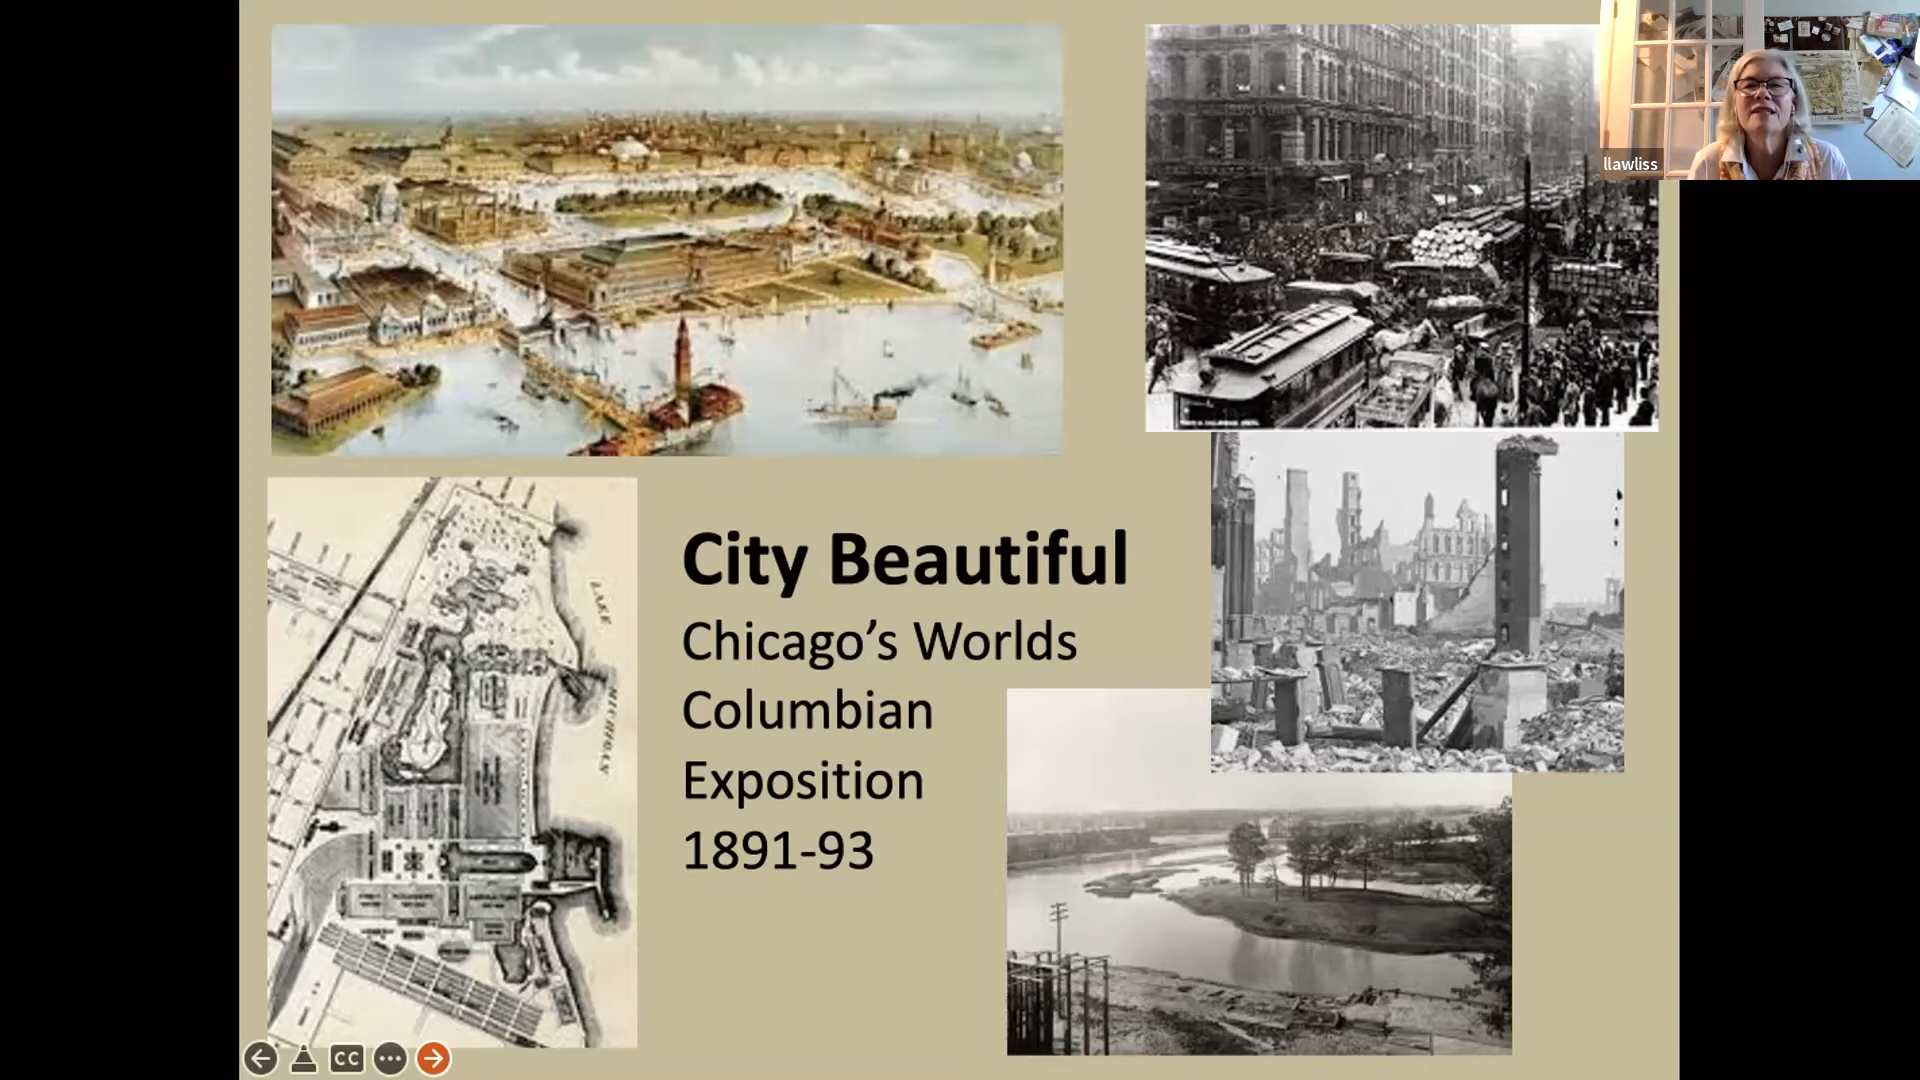 llawliss
City Beautiful
Chicago's Worlds
Columbian
Exposition
1891-93
LAKE
MICHIGAN
CC